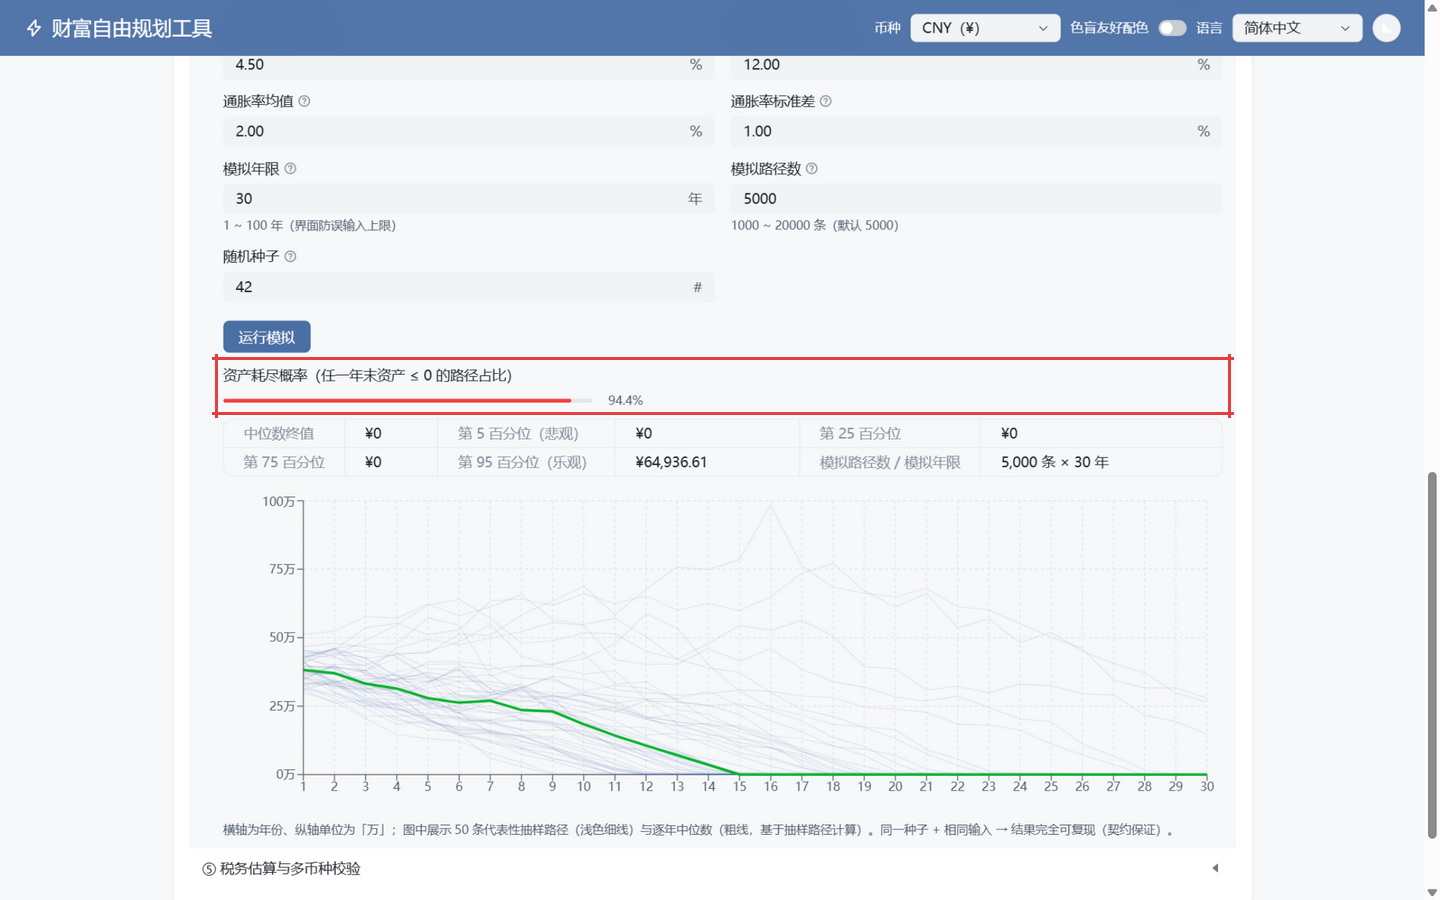 财富自由规划工具
币种 CNY (¥) 色盲友好配色 语言 简体中文
4.50 % 12.00 %
通胀率均值 通胀率标准差
2.00 % 1.00 %
模拟年限 模拟路径数
30 年 5000
1 ~ 100 年（界面防误输入上限） 1000 ~ 20000 条（默认 5000）
随机种子
42 #
运行模拟
资产耗尽概率（任一年末资产 ≤ 0 的路径占比）
94.4%
中位数终值 ¥0 第 5 百分位（悲观） ¥0 第 25 百分位 ¥0
第 75 百分位 ¥0 第 95 百分位（乐观） ¥64,936.61 模拟路径数 / 模拟年限 5,000 条 × 30 年
100万
75万
50万
25万
0万
1 2 3 4 5 6 7 8 9 10 11 12 13 14 15 16 17 18 19 20 21 22 23 24 25 26 27 28 29 30
横轴为年份、纵轴单位为「万」；图中展示 50 条代表性抽样路径（浅色细线）与逐年中位数（粗线，基于抽样路径计算）。同一种子 + 相同输入 → 结果完全可复现（契约保证）。
⑤ 税务估算与多币种校验